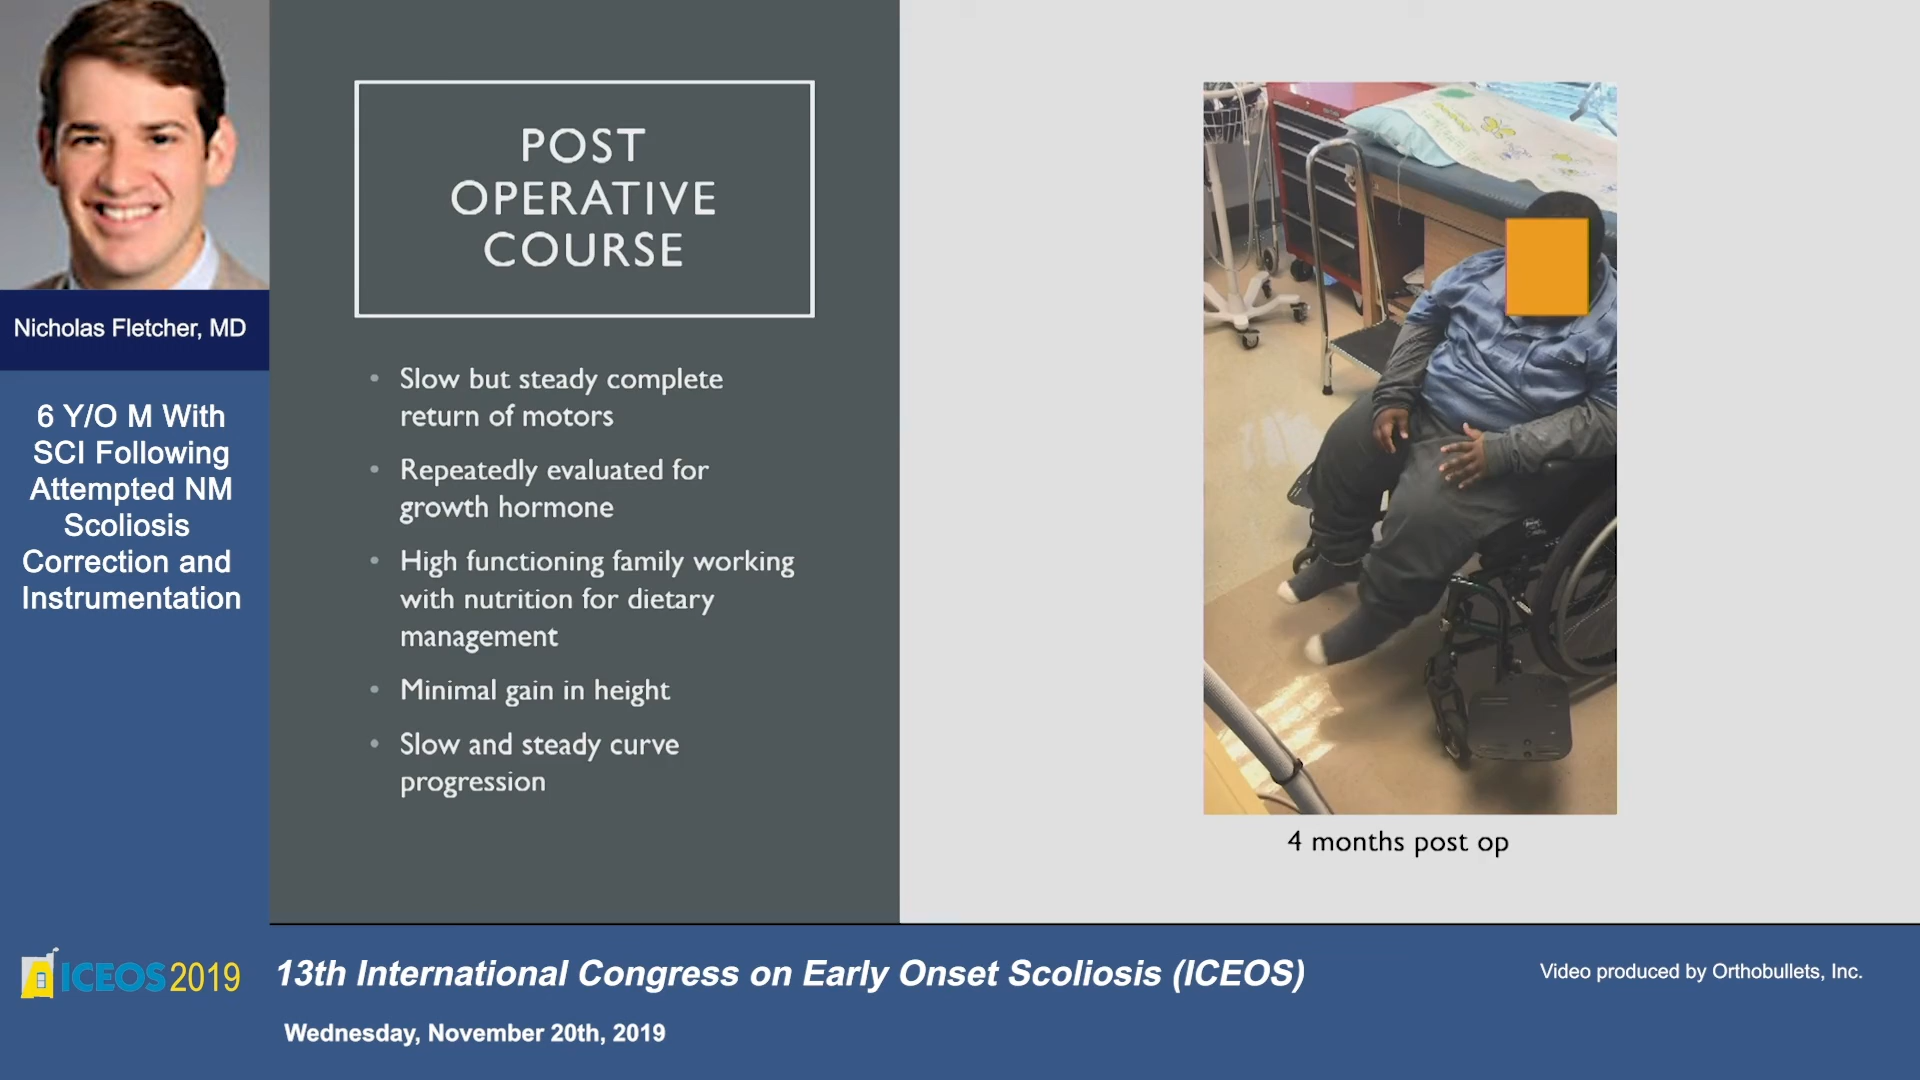 Nicholas Fletcher, MD
6 Y/O M With
SCI Following
Attempted NM
Scoliosis
Correction and
Instrumentation
POST
OPERATIVE
COURSE
• Slow but steady complete
return of motors
• Repeatedly evaluated for
growth hormone
• High functioning family working
with nutrition for dietary
management
• Minimal gain in height
• Slow and steady curve
progression
4 months post op
ICEOS 2019
13th International Congress on Early Onset Scoliosis (ICEOS)
Wednesday, November 20th, 2019
Video produced by Orthobullets, Inc.